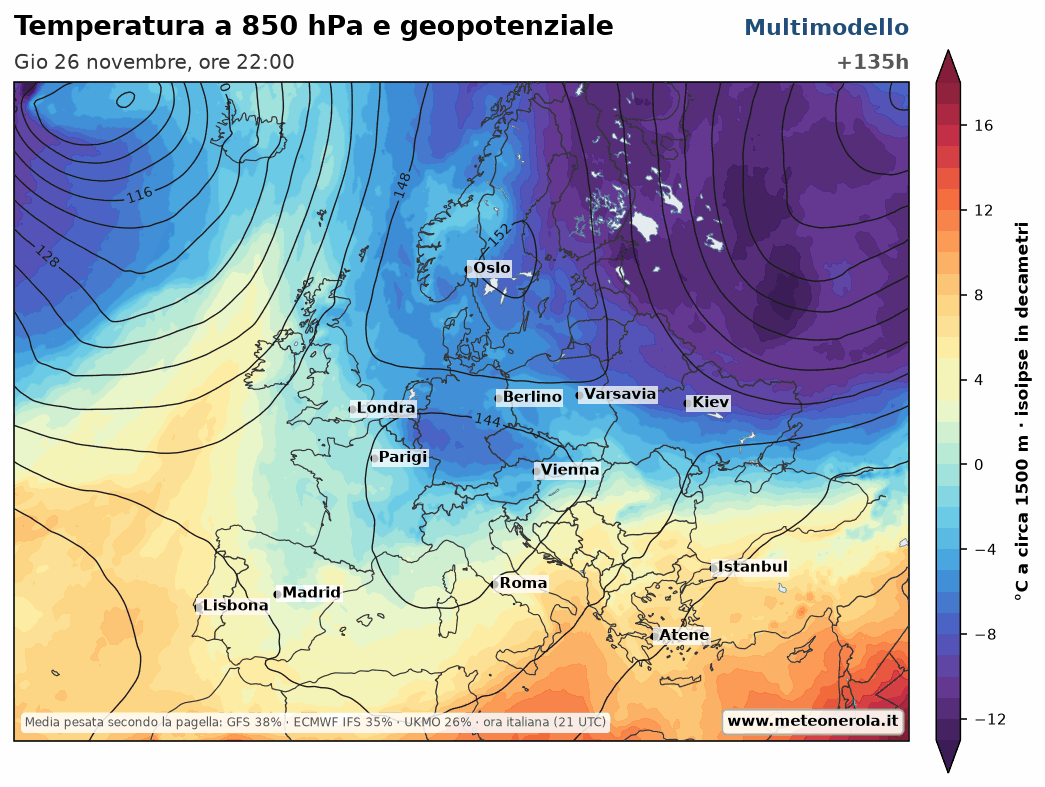 Temperatura a 850 hPa e geopotenziale
Multimodello
Gio 26 novembre, ore 22:00
+135h
0
116
148
128
152
Oslo
16
12
8
4
0
−4
−8
−12
°C a circa 1500 m · isoipse in decametri
Londra
Berlino
Varsavia
Kiev
144
Parigi
Vienna
Istanbul
Roma
Madrid
Lisbona
Atene
Media pesata secondo la pagella: GFS 38% · ECMWF IFS 35% · UKMO 26% · ora italiana (21 UTC)
www.meteonerola.it